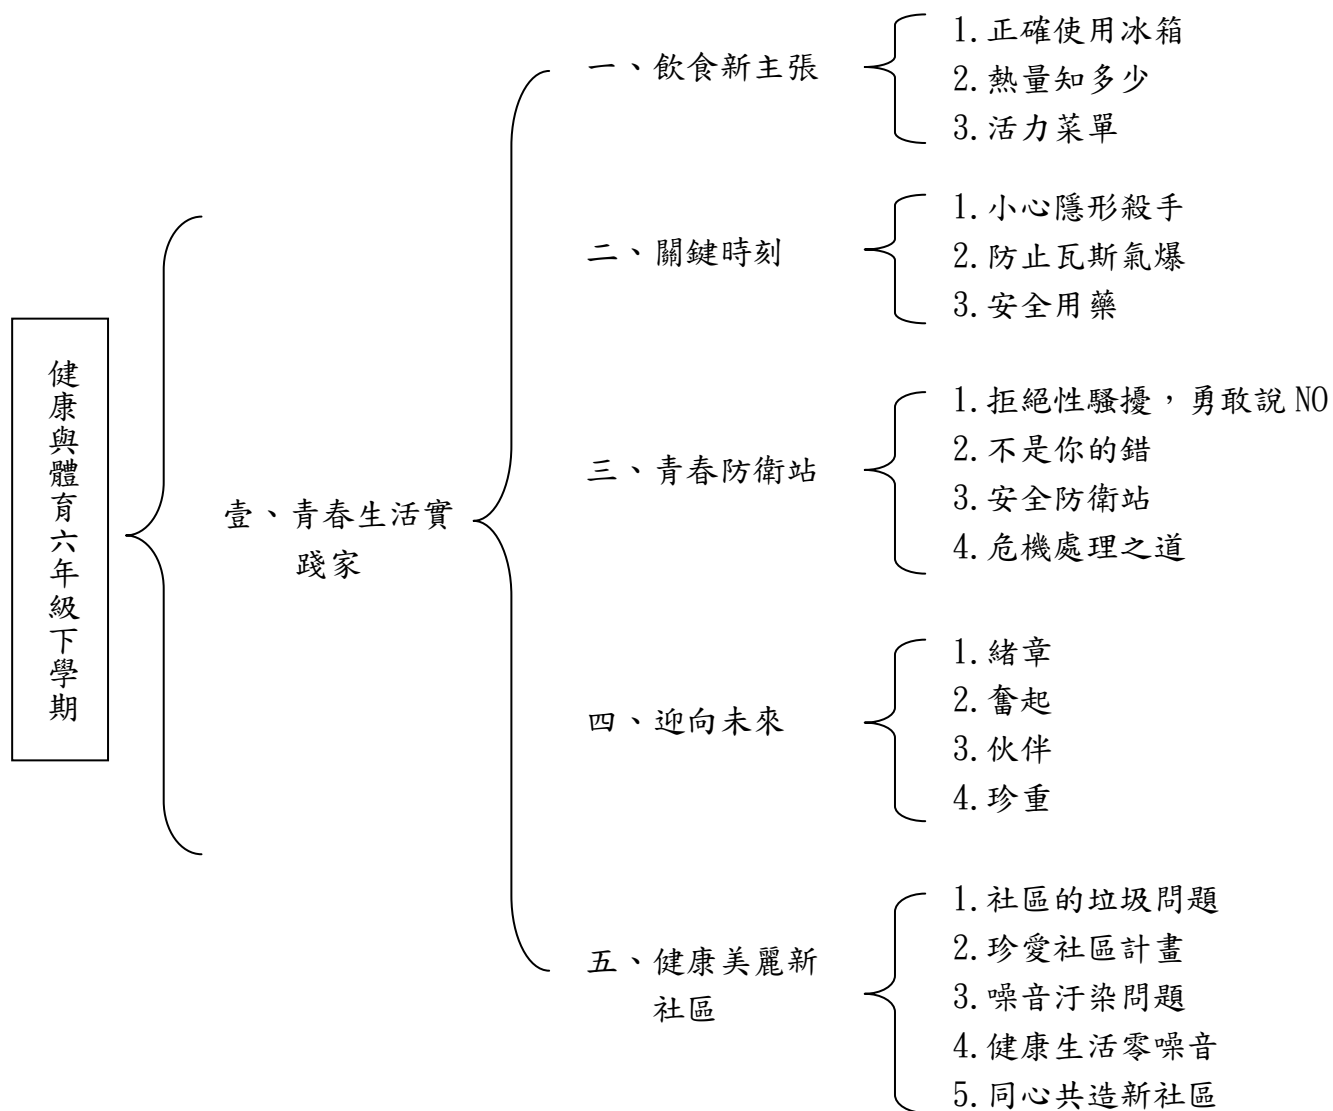 健康與體育六年級下學期
壹、青春生活實
踐家
一、飲食新主張
1.正確使用冰箱
2.熱量知多少
3.活力菜單
二、關鍵時刻
1.小心隱形殺手
2.防止瓦斯氣爆
3.安全用藥
三、青春防衛站
1.拒絕性騷擾，勇敢說 NO
2.不是你的錯
3.安全防衛站
4.危機處理之道
四、迎向未來
1.緒章
2.奮起
3.伙伴
4.珍重
五、健康美麗新
社區
1.社區的垃圾問題
2.珍愛社區計畫
3.噪音汙染問題
4.健康生活零噪音
5.同心共造新社區